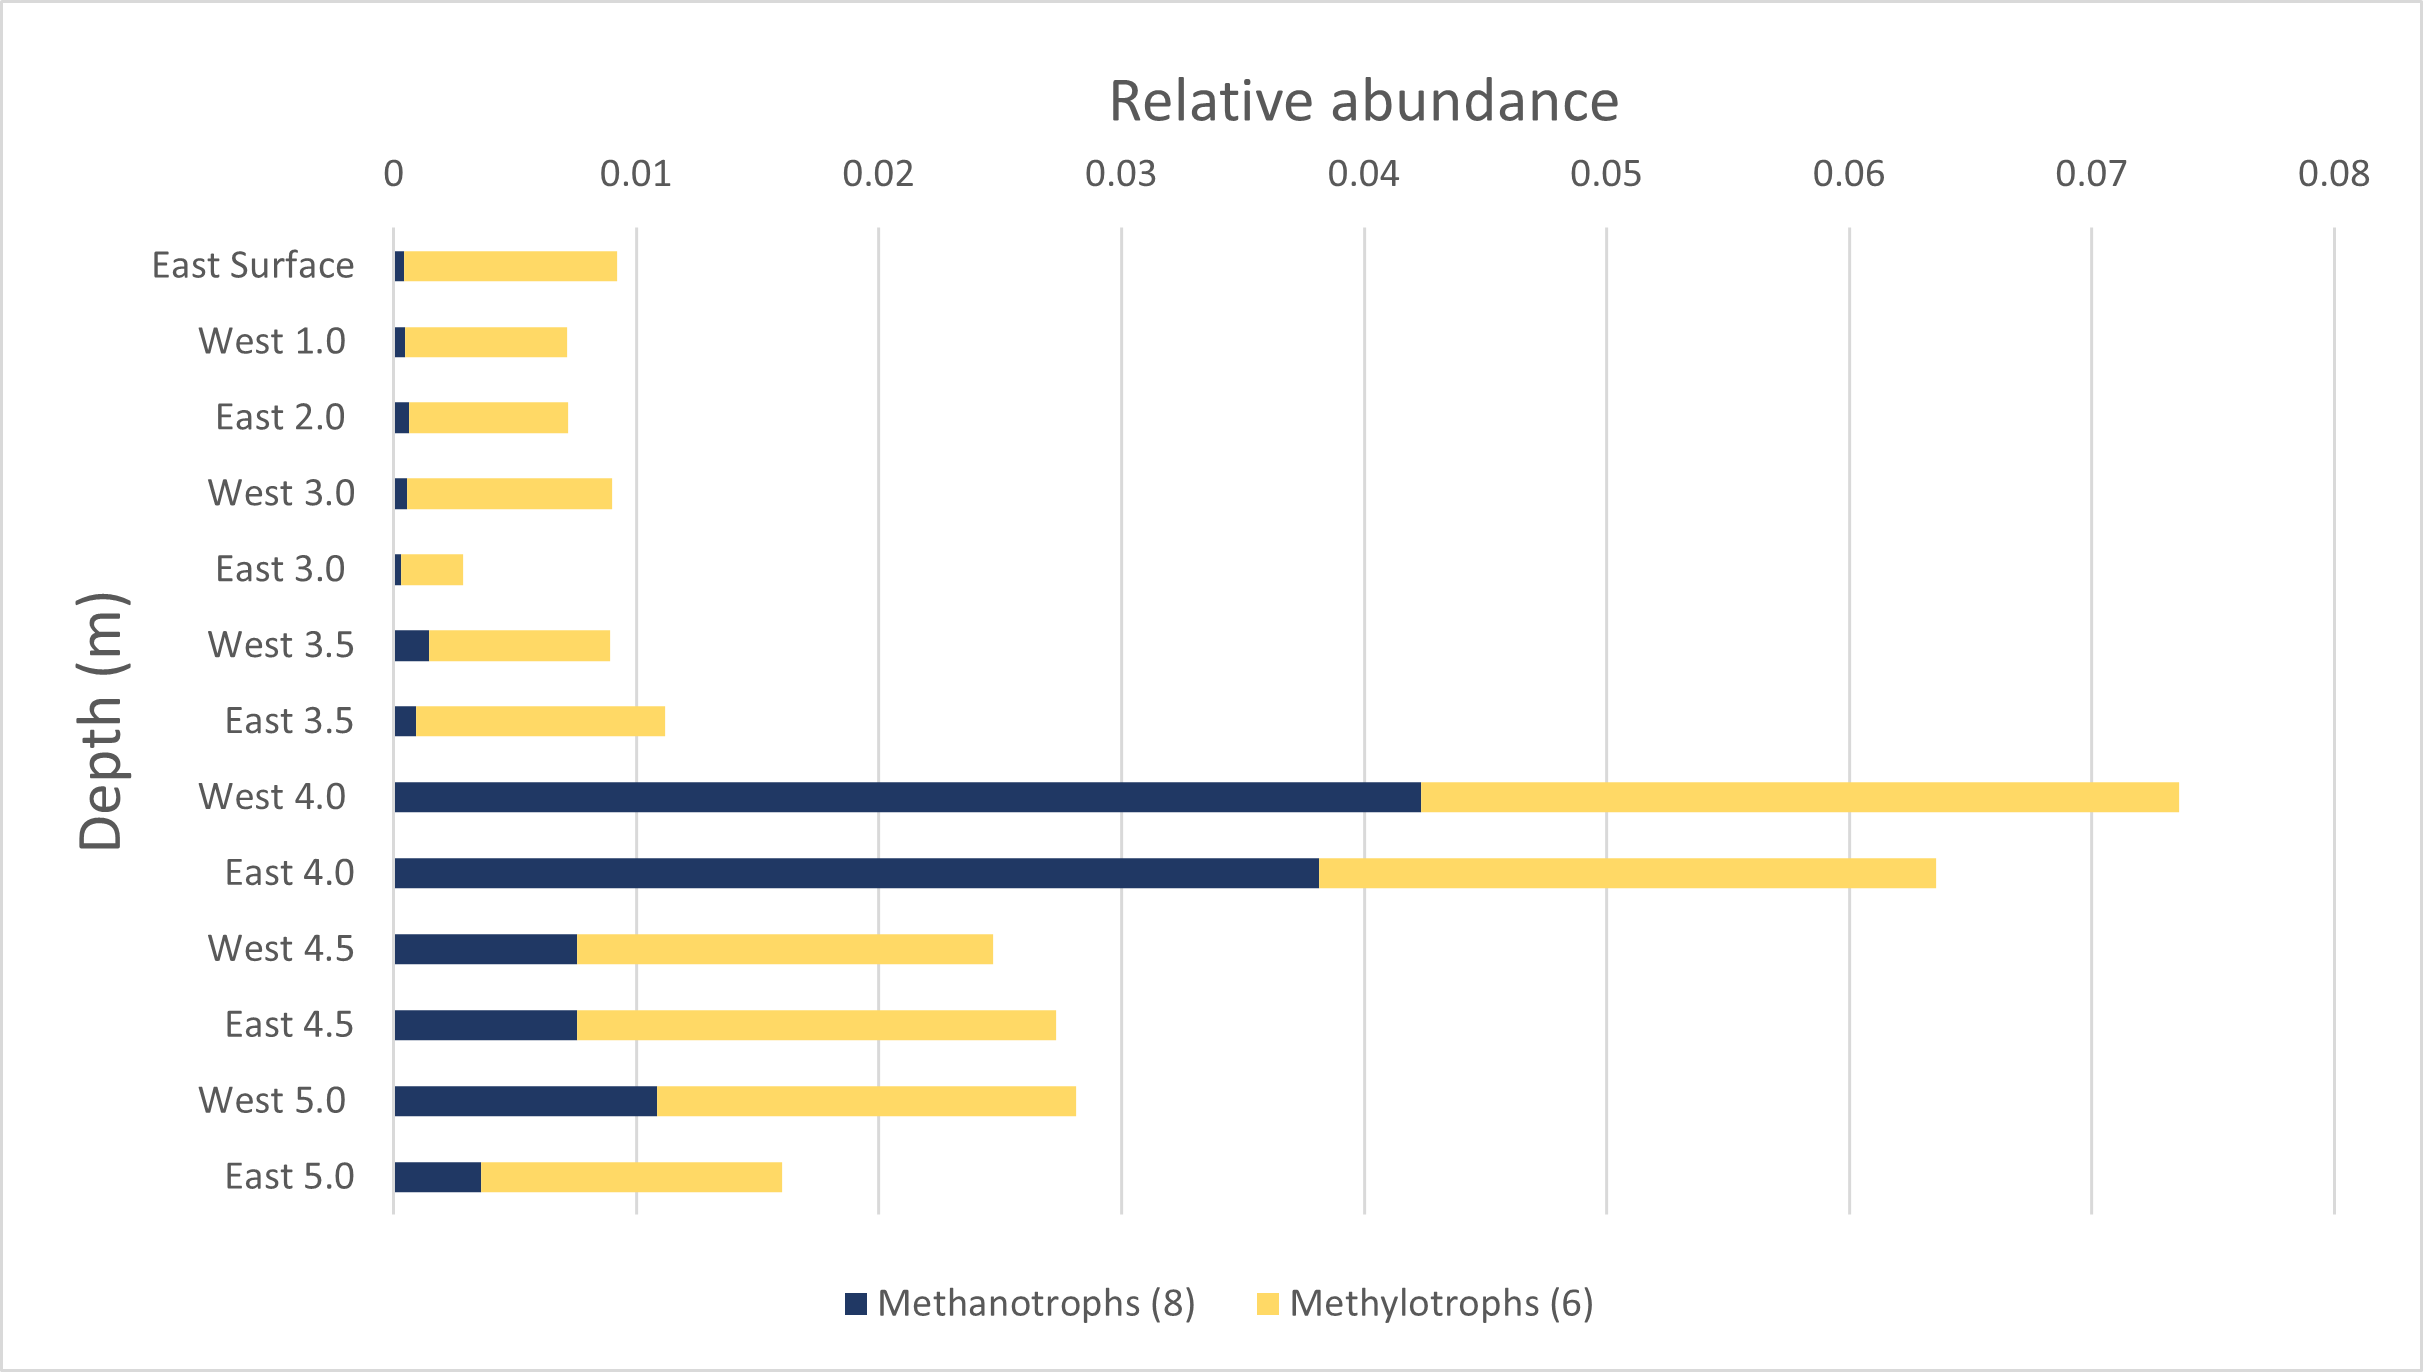 Relative abundance
0 0.01 0.02 0.03 0.04 0.05 0.06 0.07 0.08
Depth (m)
East Surface
West 1.0
East 2.0
West 3.0
East 3.0
West 3.5
East 3.5
West 4.0
East 4.0
West 4.5
East 4.5
West 5.0
East 5.0
Methanotrophs (8) Methylotrophs (6)